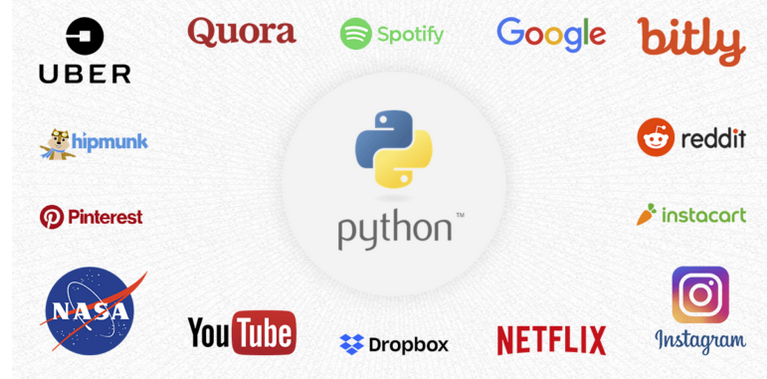 UBER
Quora
Spotify
Google
bitly
hipmunk
reddit
python™
Pinterest
instacart
NASA
YouTube
Dropbox
NETFLIX
Instagram